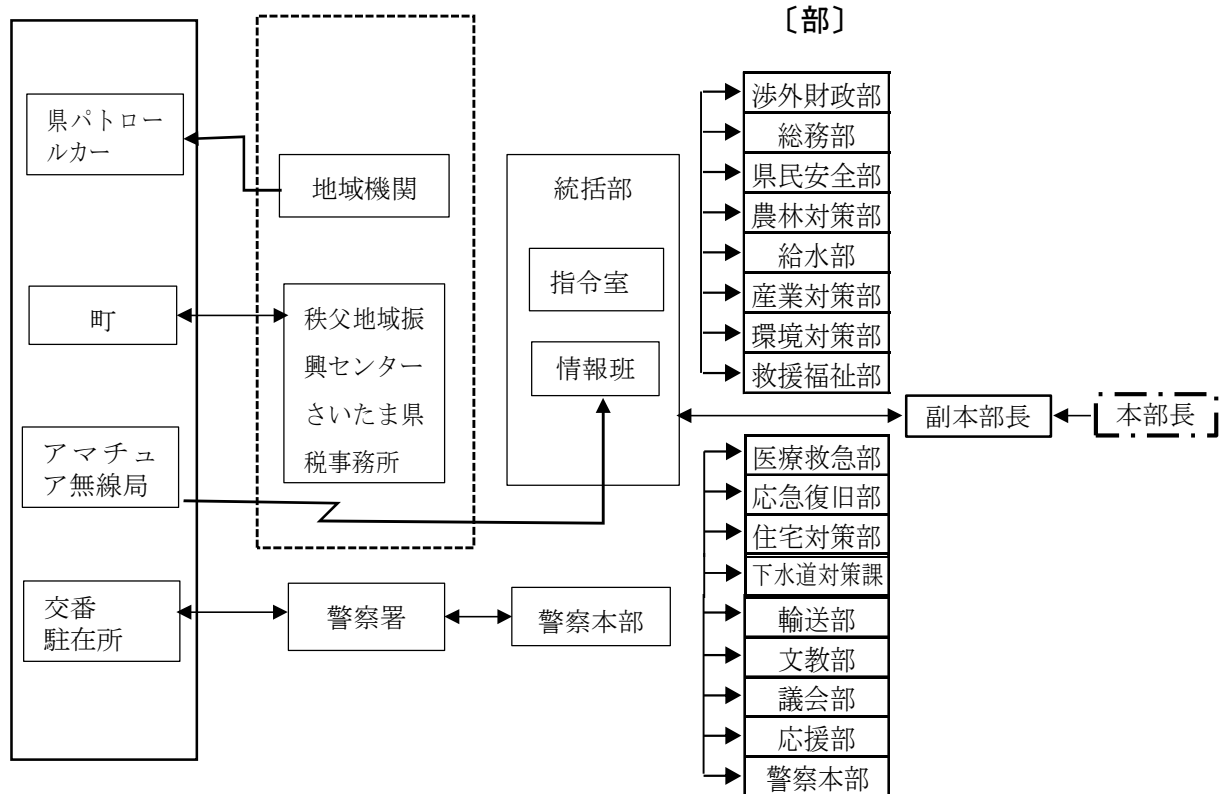 〔部〕
県パトロー
ルカー
町
アマチュ
ア無線局
交番
駐在所
地域機関
秩父地域振
興センター
さいたま県
税事務所
警察署
統括部
指令室
情報班
警察本部
渉外財政部
総務部
県民安全部
農林対策部
給水部
産業対策部
環境対策部
救援福祉部
医療救急部
応急復旧部
住宅対策部
下水道対策課
輸送部
文教部
議会部
応援部
警察本部
副本部長
本部長